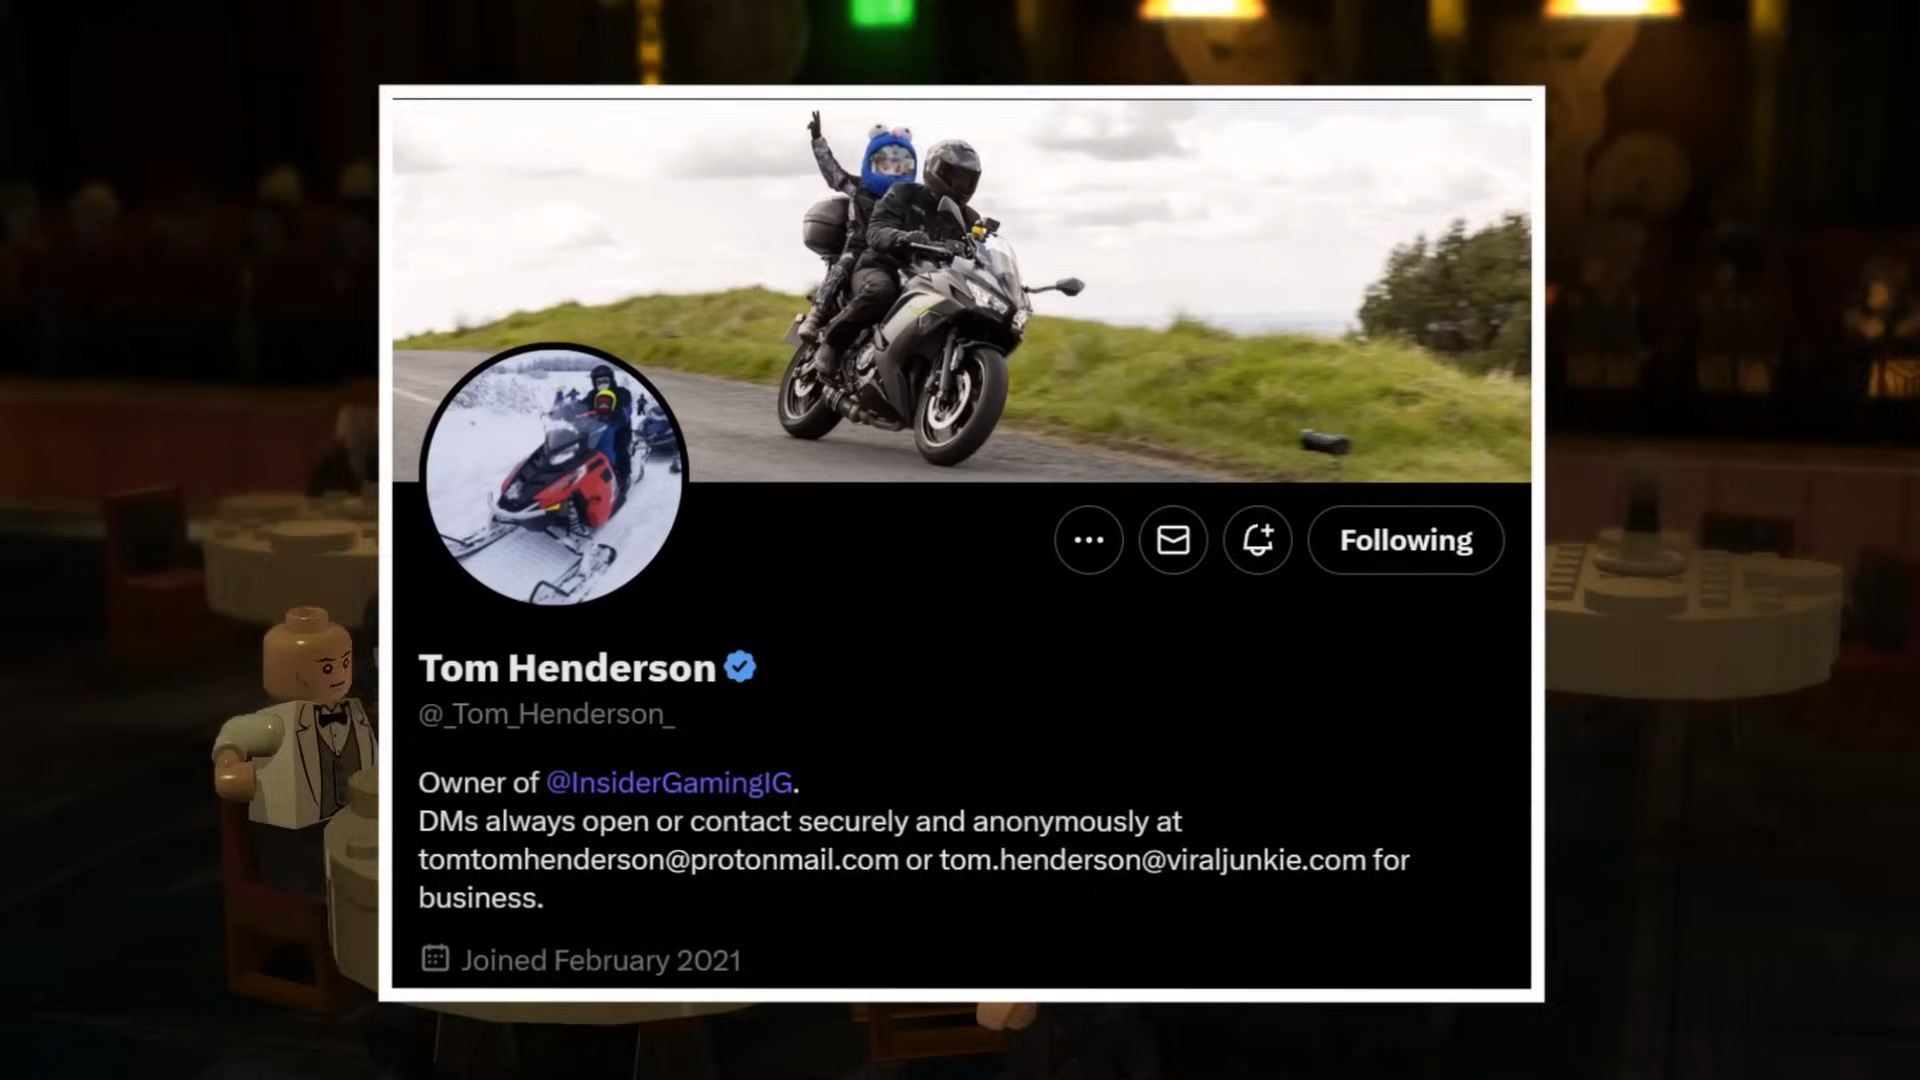 Following
Tom Henderson
@_Tom_Henderson_
Owner of @InsiderGamingIG.
DMs always open or contact securely and anonymously at
tomtomhenderson@protonmail.com or tom.henderson@viraljunkie.com for
business.
Joined February 2021